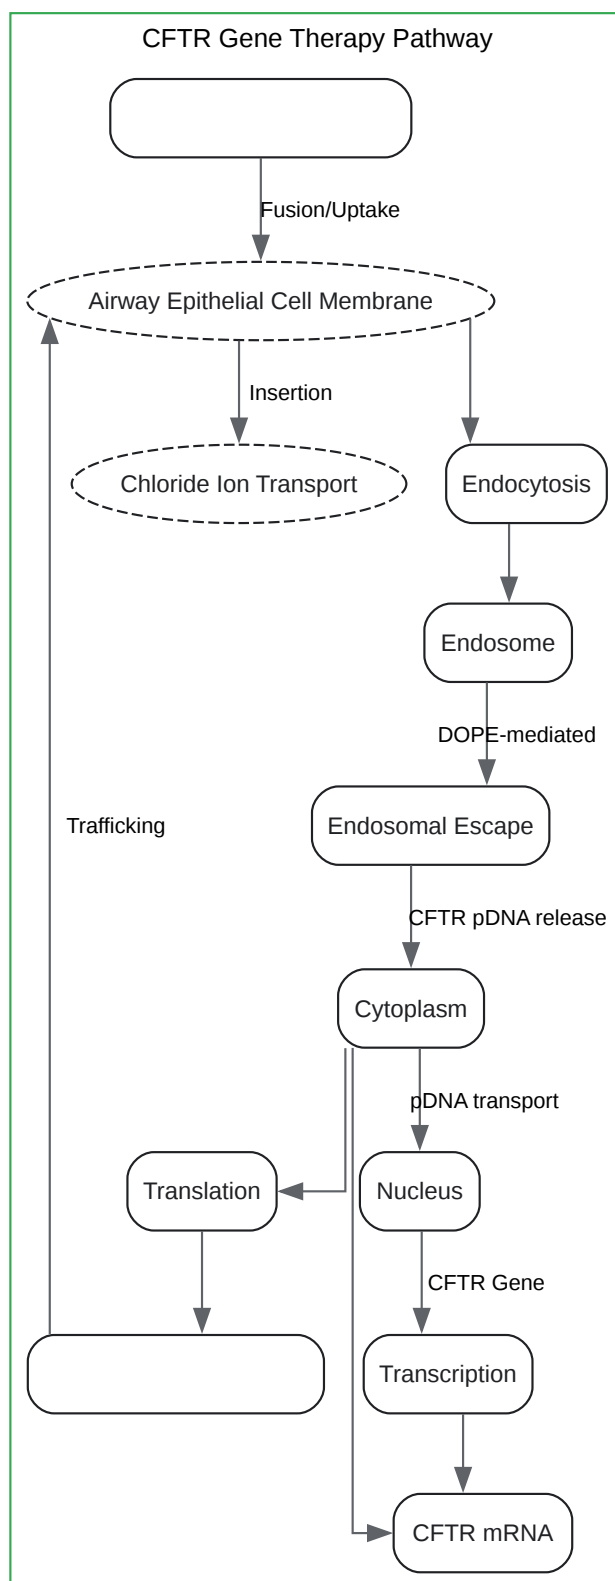 CFTR Gene Therapy Pathway
Fusion/Uptake
Airway Epithelial Cell Membrane
Insertion
Chloride Ion Transport
Endocytosis
Endosome
DOPE-mediated
Endosomal Escape
Trafficking
CFTR pDNA release
Cytoplasm
pDNA transport
Translation
Nucleus
CFTR Gene
Transcription
CFTR mRNA